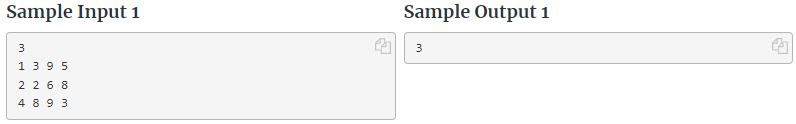 Sample Input 1
3
1 3 9 5
2 2 6 8
4 8 9 3
Sample Output 1
3